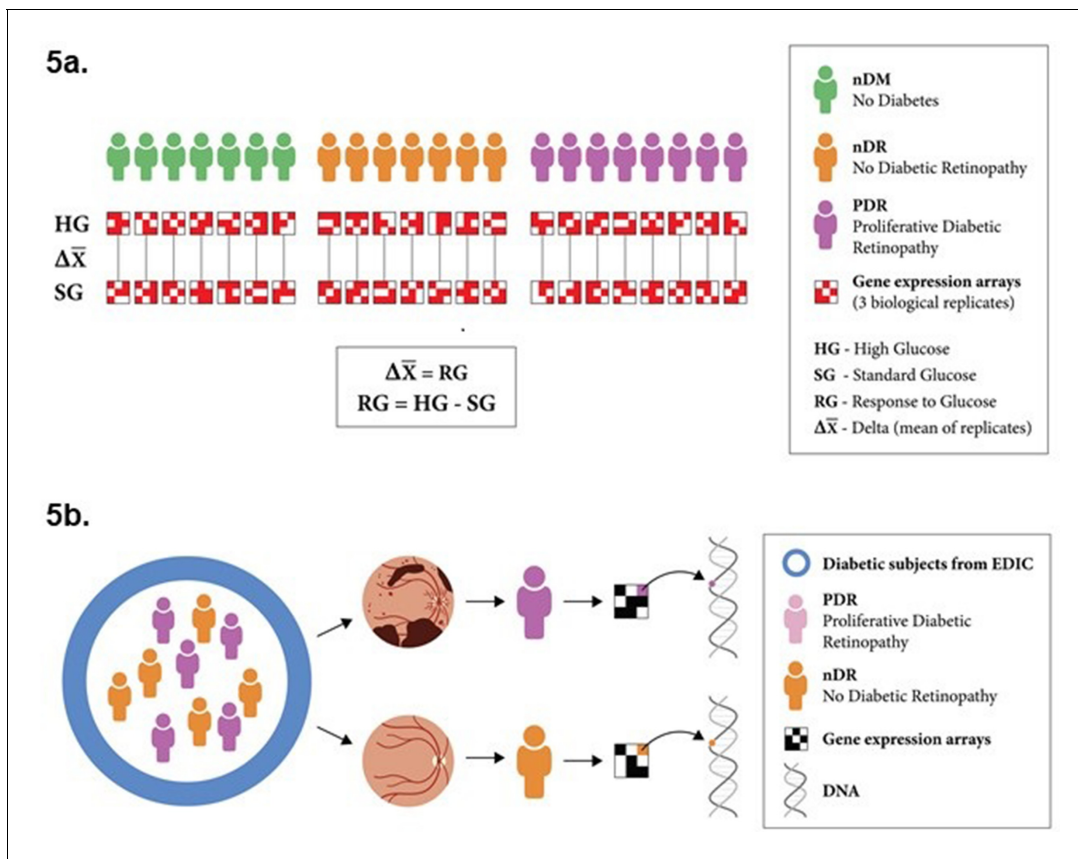 5a.
HG
ΔX̅
SG
ΔX̅ = RG
RG = HG - SG
nDM
No Diabetes
nDR
No Diabetic Retinopathy
PDR
Proliferative Diabetic
Retinopathy
Gene expression arrays
(3 biological replicates)
HG - High Glucose
SG - Standard Glucose
RG - Response to Glucose
ΔX̅ - Delta (mean of replicates)
5b.
Diabetic subjects from EDIC
PDR
Proliferative Diabetic
Retinopathy
nDR
No Diabetic Retinopathy
Gene expression arrays
DNA